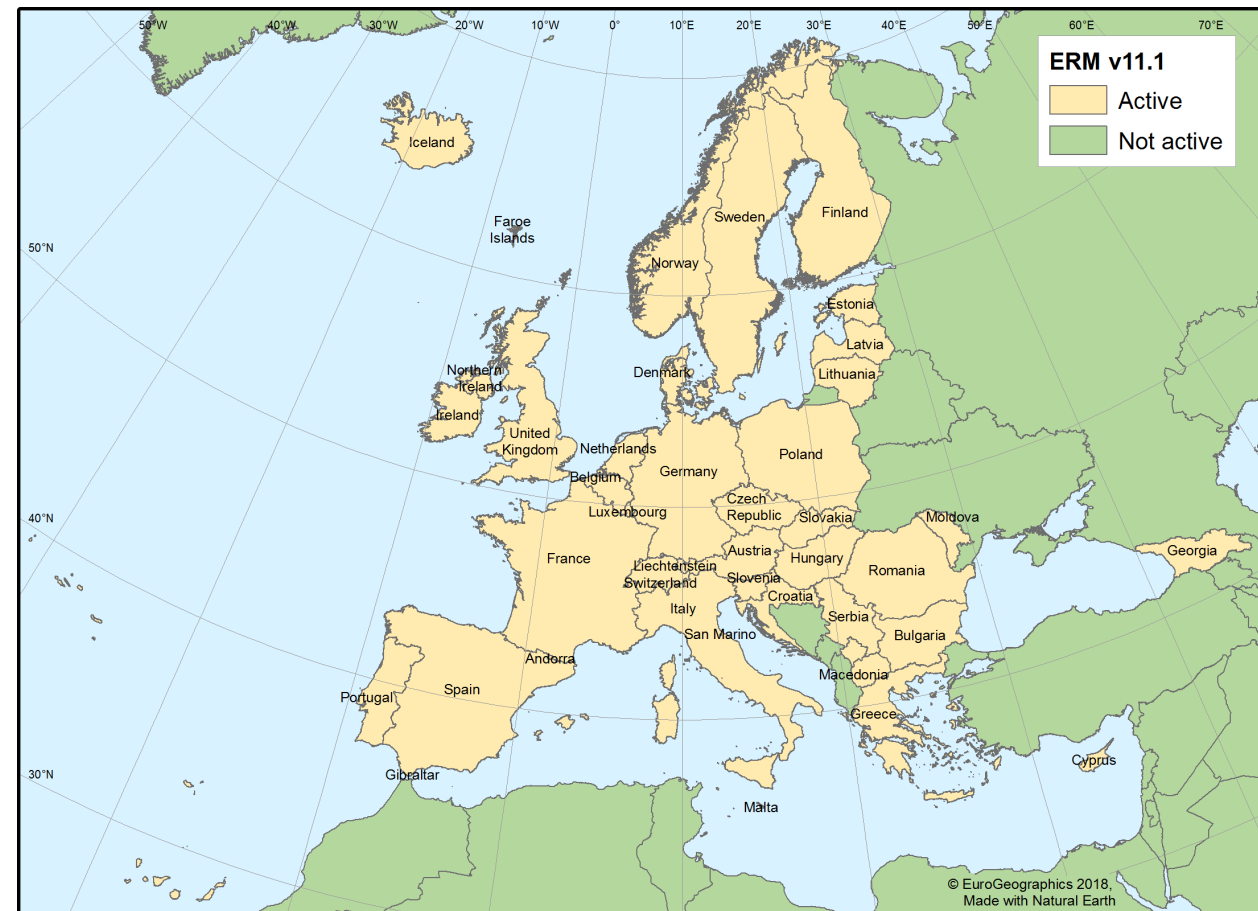 50°W
40°W
30°W
20°W
10°W
0°
10°E
20°E
30°E
40°E
50°E
60°E
70°E
ERM v11.1
Active
Not active
Iceland
Faroe
Islands
50°N
Sweden
Finland
Norway
Estonia
Latvia
Lithuania
Northern
Ireland
Denmark
Ireland
United
Kingdom
Netherlands
Poland
Germany
Belgium
Czech
Republic
Luxembourg
Slovakia
Moldova
40°N
France
Austria
Hungary
Georgia
Liechtenstein
Romania
Switzerland
Slovenia
Croatia
Italy
Serbia
San Marino
Bulgaria
Andorra
Macedonia
Spain
Portugal
Greece
Cyprus
30°N
Gibraltar
Malta
© EuroGeographics 2018,
Made with Natural Earth